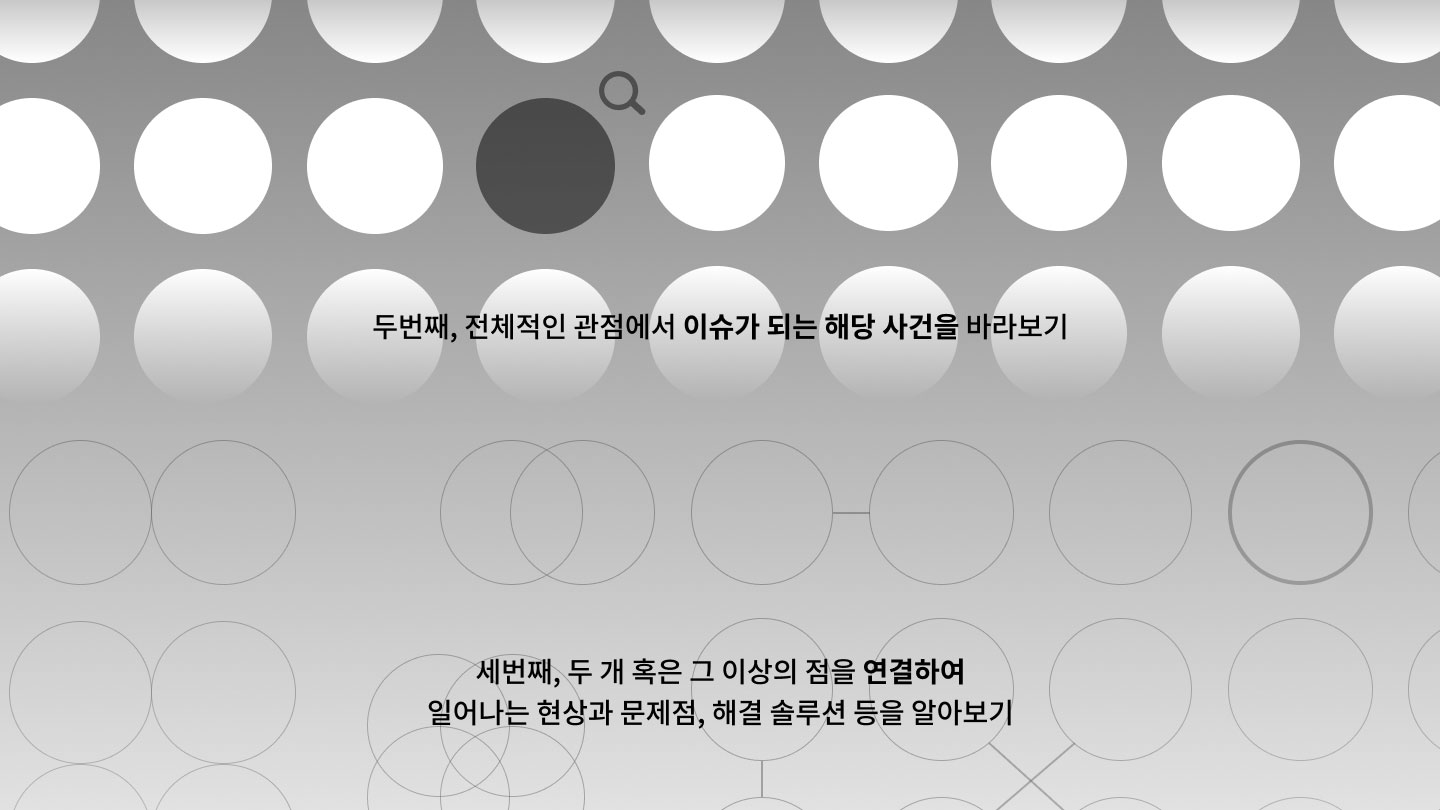 두번째, 전체적인 관점에서 이슈가 되는 해당 사건을 바라보기
세번째, 두 개 혹은 그 이상의 점을 연결하여
일어나는 현상과 문제점, 해결 솔루션 등을 알아보기